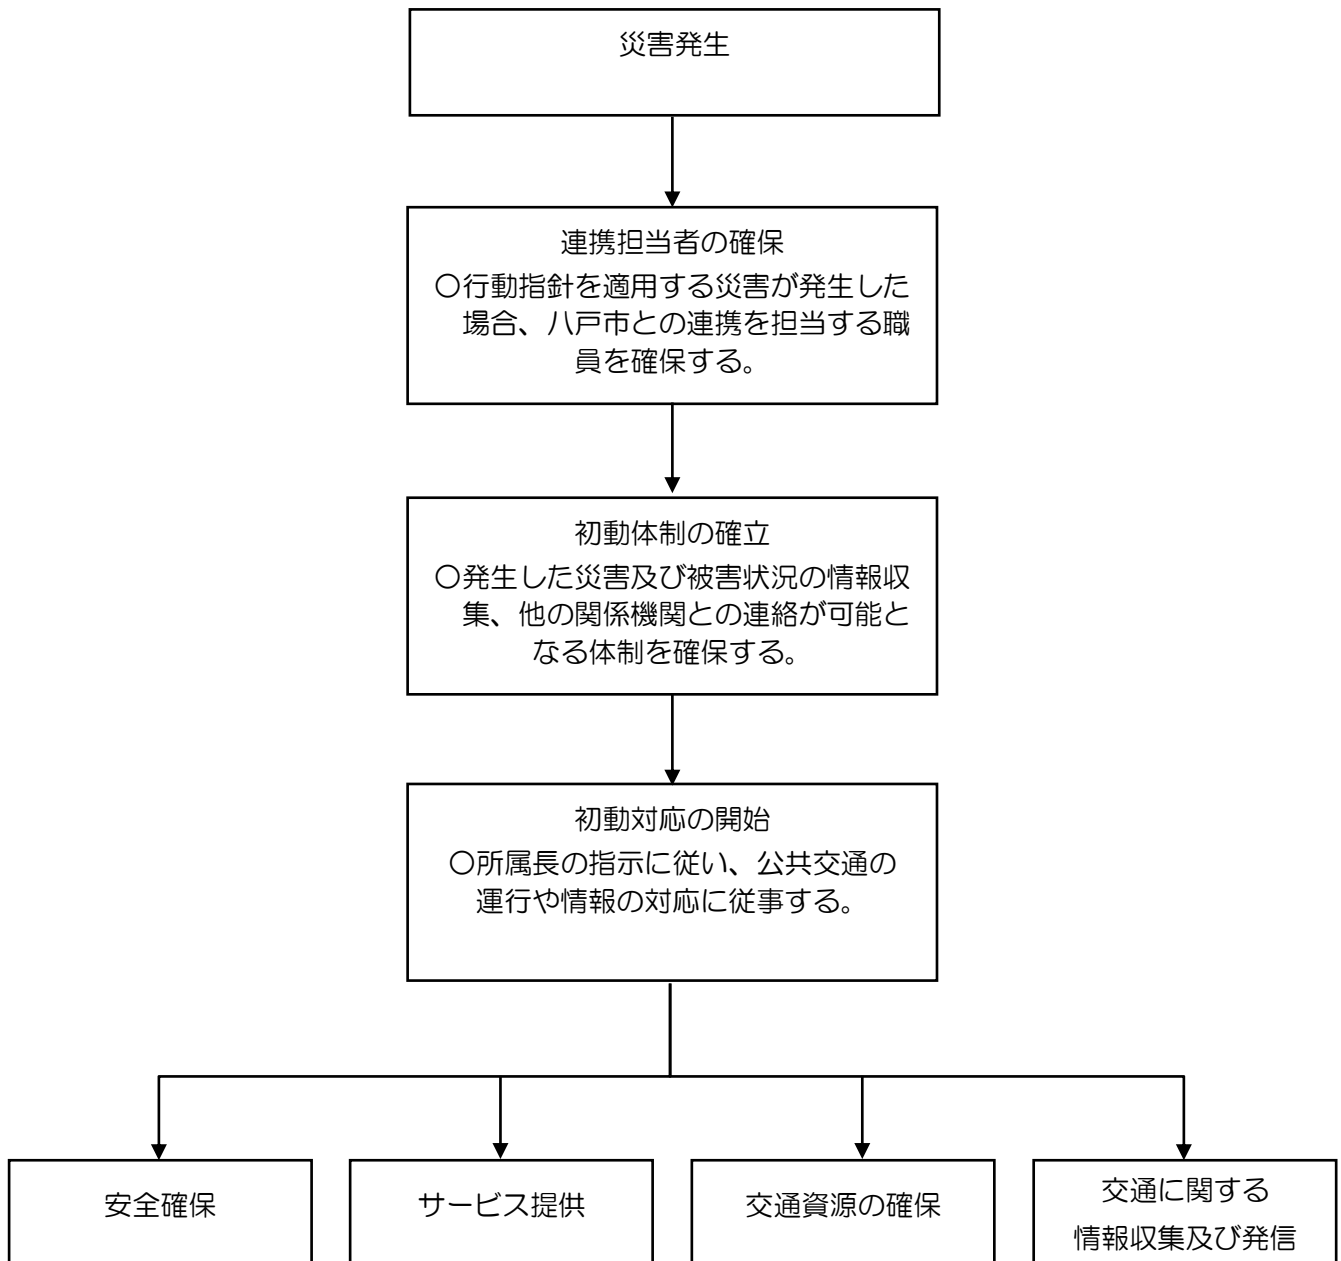 災害発生
連携担当者の確保
〇行動指針を適用する災害が発生した
場合、八戸市との連携を担当する職
員を確保する。
初動体制の確立
〇発生した災害及び被害状況の情報収
集、他の関係機関との連絡が可能と
なる体制を確保する。
初動対応の開始
〇所属長の指示に従い、公共交通の
運行や情報の対応に従事する。
安全確保
サービス提供
交通資源の確保
交通に関する
情報収集及び発信